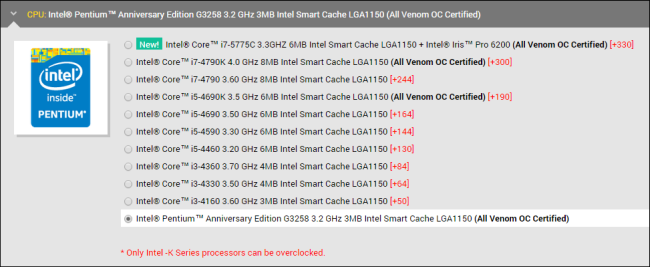 CPU: Intel® Pentium™ Anniversary Edition G3258 3.2 GHz 3MB Intel Smart Cache LGA1150 (All Venom OC Certified)
intel
inside™
PENTIUM®
New! Intel® Core™ i7-5775C 3.3GHZ 6MB Intel Smart Cache LGA1150 + Intel® Iris™ Pro 6200 (All Venom OC Certified) [+330]
Intel® Core™ i7-4790K 4.0 GHz 8MB Intel Smart Cache LGA1150 (All Venom OC Certified) [+300]
Intel® Core™ i7-4790 3.60 GHz 8MB Intel Smart Cache LGA1150 [+244]
Intel® Core™ i5-4690K 3.5 GHz 6MB Intel Smart Cache LGA1150 (All Venom OC Certified) [+190]
Intel® Core™ i5-4690 3.50 GHz 6MB Intel Smart Cache LGA1150 [+164]
Intel® Core™ i5-4590 3.30 GHz 6MB Intel Smart Cache LGA1150 [+144]
Intel® Core™ i5-4460 3.20 GHz 6MB Intel Smart Cache LGA1150 [+130]
Intel® Core™ i3-4360 3.70 GHZ 4MB Intel Smart Cache LGA1150 [+84]
Intel® Core™ i3-4330 3.50 GHZ 4MB Intel Smart Cache LGA1150 [+64]
Intel® Core™ i3-4160 3.60 GHZ 3MB Intel Smart Cache LGA1150 [+50]
Intel® Pentium™ Anniversary Edition G3258 3.2 GHz 3MB Intel Smart Cache LGA1150 (All Venom OC Certified)
* Only Intel -K Series processors can be overclocked.